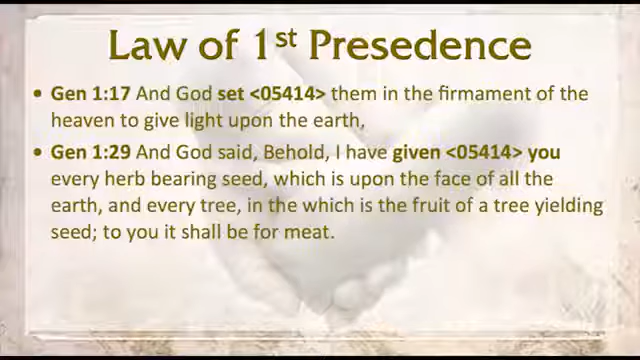 Law of 1st Presedence
• Gen 1:17 And God set <05414> them in the firmament of the
heaven to give light upon the earth,
• Gen 1:29 And God said, Behold, I have given <05414> you
every herb bearing seed, which is upon the face of all the
earth, and every tree, in the which is the fruit of a tree yielding
seed; to you it shall be for meat.